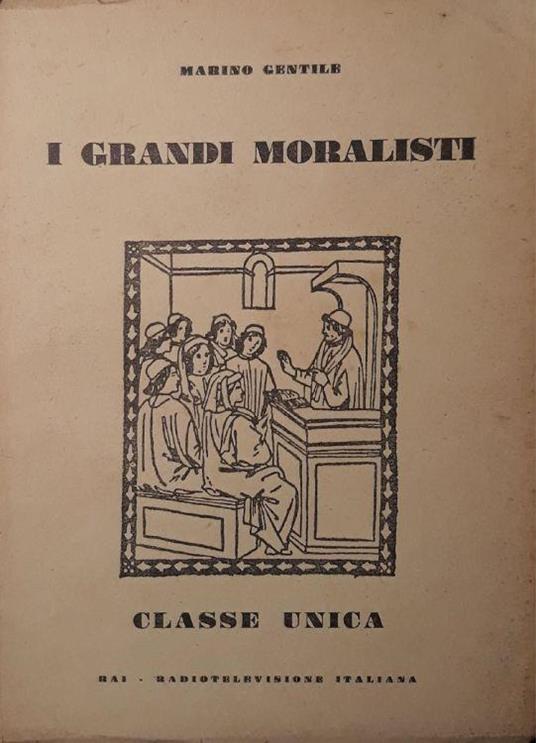 MARINO GENTILE
I GRANDI MORALISTI
CLASSE UNICA
RAI - RADIOTELEVISIONE ITALIANA